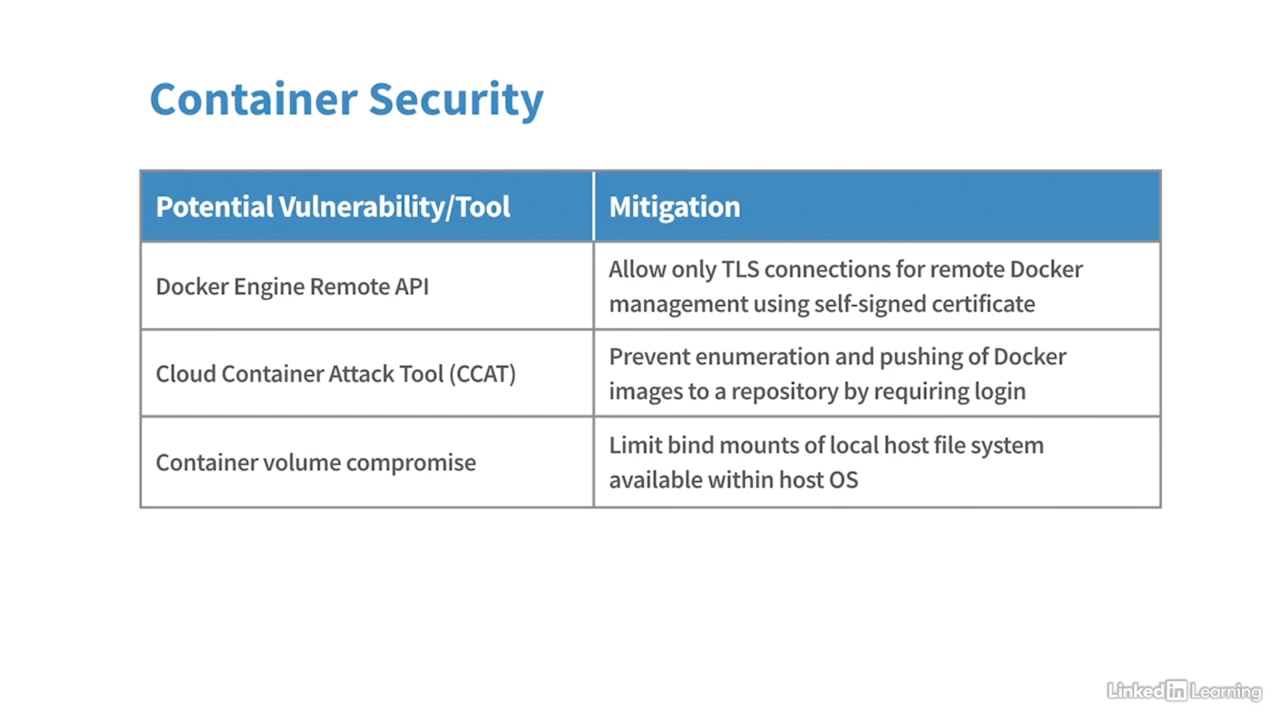 Container Security
Potential Vulnerability/Tool
Mitigation
Docker Engine Remote API
Allow only TLS connections for remote Docker
management using self-signed certificate
Cloud Container Attack Tool (CCAT)
Prevent enumeration and pushing of Docker
images to a repository by requiring login
Container volume compromise
Limit bind mounts of local host file system
available within host OS
Linked in Learning